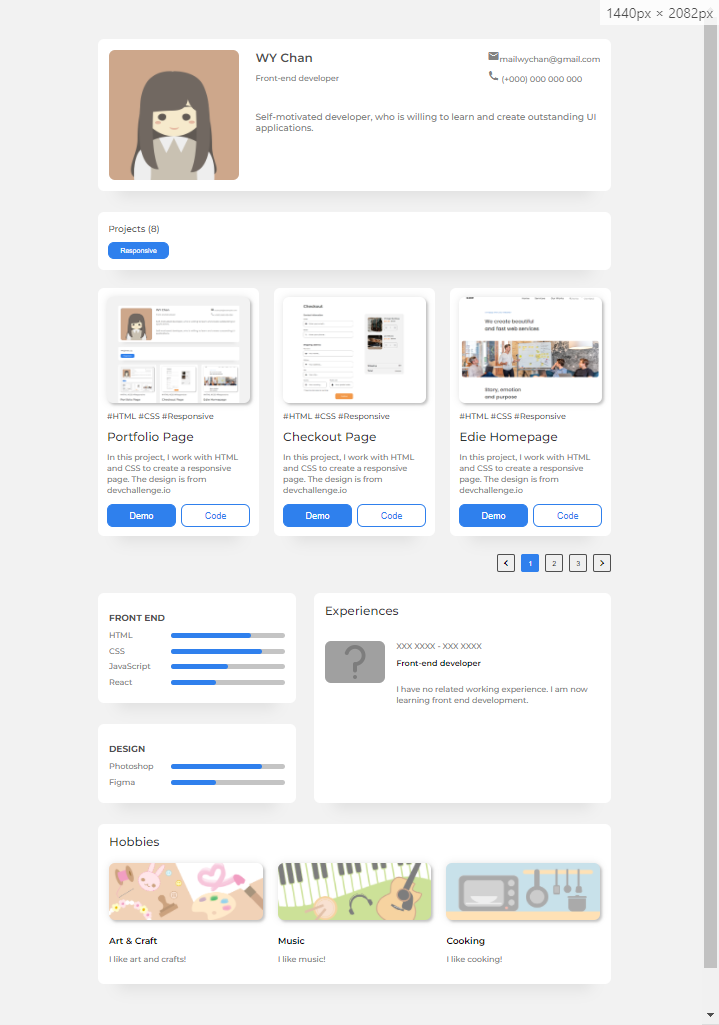 1440px × 2082px
WY Chan
Front-end developer
mailwychan@gmail.com
(+000) 000 000 000
Self-motivated developer, who is willing to learn and create outstanding UI
applications.
Projects (8)
Responsive
WY Chan
Checkout
We create beautiful
and fast web services
Story, emotion
and purpose
#HTML #CSS #Responsive
Portfolio Page
In this project, I work with HTML
and CSS to create a responsive
page. The design is from
devchallenge.io
Demo
Code
#HTML #CSS #Responsive
Checkout Page
In this project, I work with HTML
and CSS to create a responsive
page. The design is from
devchallenge.io
Demo
Code
#HTML #CSS #Responsive
Edie Homepage
In this project, I work with HTML
and CSS to create a responsive
page. The design is from
devchallenge.io
Demo
Code
1
2
3
FRONT END
HTML
CSS
JavaScript
React
DESIGN
Photoshop
Figma
Experiences
?
XXX XXXX - XXX XXXX
Front-end developer
I have no related working experience. I am now
learning front end development.
Hobbies
Art & Craft
I like art and crafts!
Music
I like music!
Cooking
I like cooking!